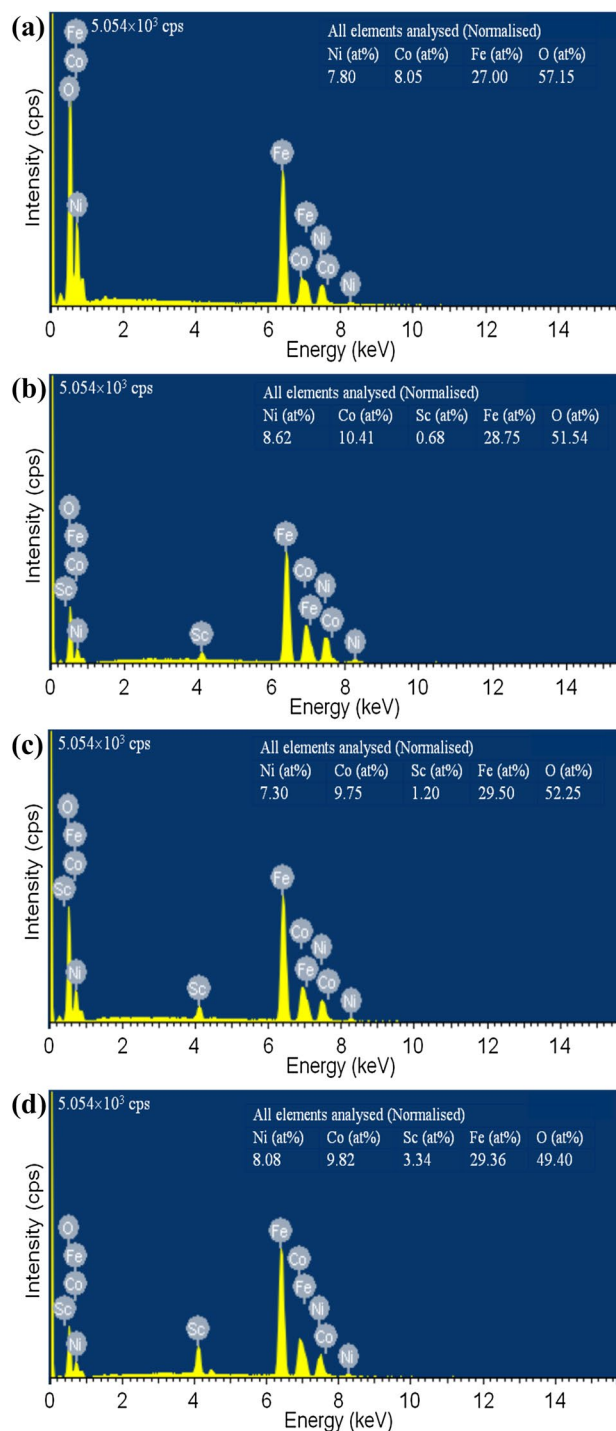 (a)
5.054×10³ cps
All elements analysed (Normalised)
Ni (at%) Co (at%) Fe (at%) O (at%)
7.80 8.05 27.00 57.15
Fe
Co
O
Ni
Fe
Fe
Ni
Co
Co
Ni
Intensity (cps)
0 2 4 6 8 10 12 14
Energy (keV)
(b)
5.054×10³ cps
All elements analysed (Normalised)
Ni (at%) Co (at%) Sc (at%) Fe (at%) O (at%)
8.62 10.41 0.68 28.75 51.54
O
Fe
Co
Sc
Ni
Sc
Fe
Co
Ni
Fe
Co
Ni
Intensity (cps)
0 2 4 6 8 10 12 14
Energy (keV)
(c)
5.054×10³ cps
All elements analysed (Normalised)
Ni (at%) Co (at%) Sc (at%) Fe (at%) O (at%)
7.30 9.75 1.20 29.50 52.25
O
Fe
Co
Sc
Ni
Sc
Fe
Co
Ni
Fe
Co
Ni
Intensity (cps)
0 2 4 6 8 10 12 14
Energy (keV)
(d)
5.054×10³ cps
All elements analysed (Normalised)
Ni (at%) Co (at%) Sc (at%) Fe (at%) O (at%)
8.08 9.82 3.34 29.36 49.40
O
Fe
Co
Sc
Ni
Sc
Fe
Co
Fe
Ni
Co
Ni
Intensity (cps)
0 2 4 6 8 10 12 14
Energy (keV)